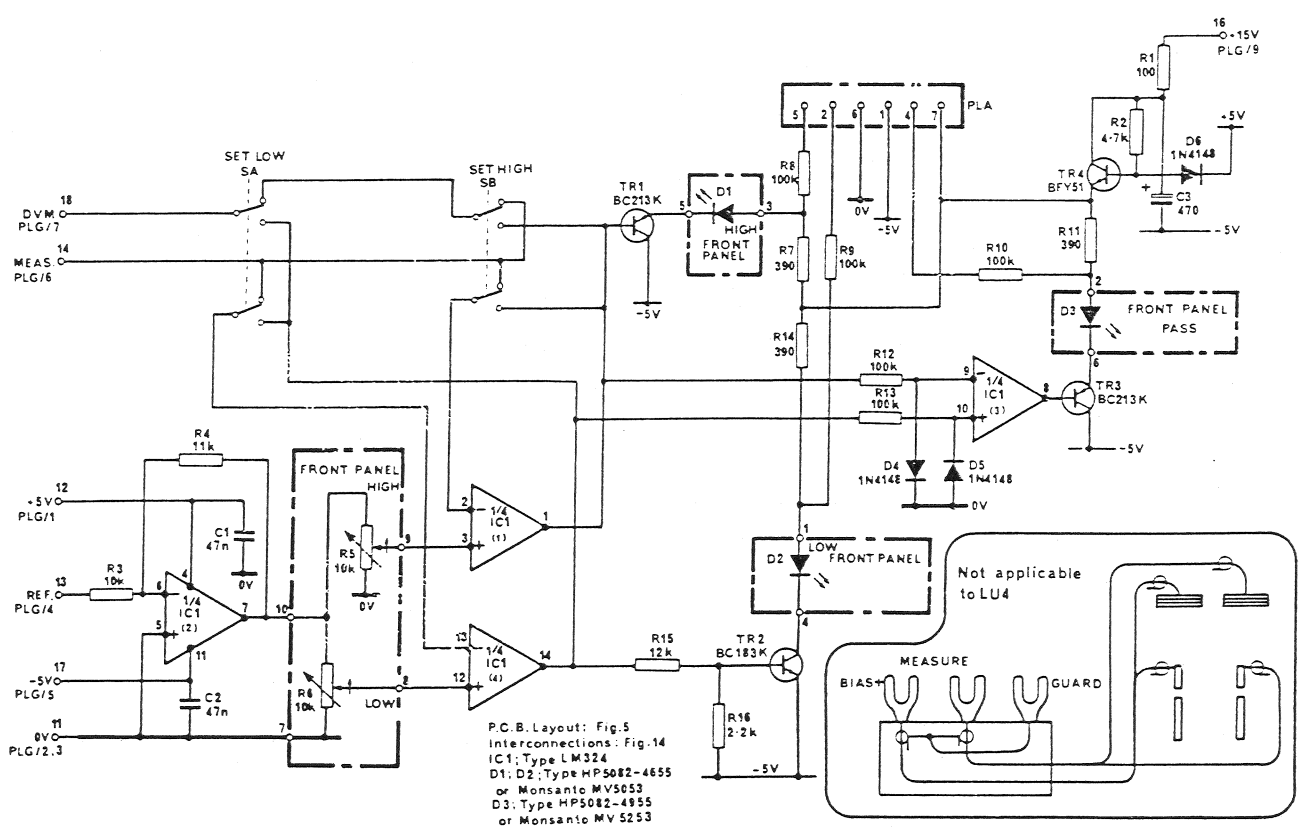 16
+15V
PLG/9
R1
100
PLA
5 2 6 1 4 7
R2
4·7k
+5V
D6
1N4148
TR4
BFY51
+
C3
470
-5V
SET LOW
SA
SET HIGH
SB
R8
100k
TR1
BC213K
D1
5
3
HIGH
FRONT
PANEL
0V
-5V
18
DVM.
PLG/7
14
MEAS.
PLG/6
R7
390
R9
100k
R10
100k
R11
390
2
-5V
D3
FRONT PANEL
PASS
6
R14
390
R12
100k
R13
100k
9
-
1/4
IC1
(3)
10
+
8
TR3
BC213K
-5V
D4
1N4148
D5
1N4148
0V
R4
11k
12
+5V
PLG/1
C1
47n
0V
FRONT PANEL
HIGH
R5
10k
9
0V
2
-
1/4
IC1
(1)
3
+
1
13
REF.
PLG/4
R3
10k
4
6
-
1/4
IC1
(2)
5
+
7
10
11
17
-5V
PLG/5
C2
47n
11
0V
PLG/2,3
R6
10k
LOW
8
7
13
-
1/4
IC1
(4)
12
+
14
1
LOW
FRONT PANEL
D2
4
R15
12k
TR2
BC183K
R16
2·2k
-5V
P.C.B. Layout: Fig.5
Interconnections: Fig.14
IC1; Type LM324
D1; D2; Type HP5082-4655
or Monsanto MV5053
D3; Type HP5082-4955
or Monsanto MV5253
Not applicable
to LU4
MEASURE
BIAS+
GUARD